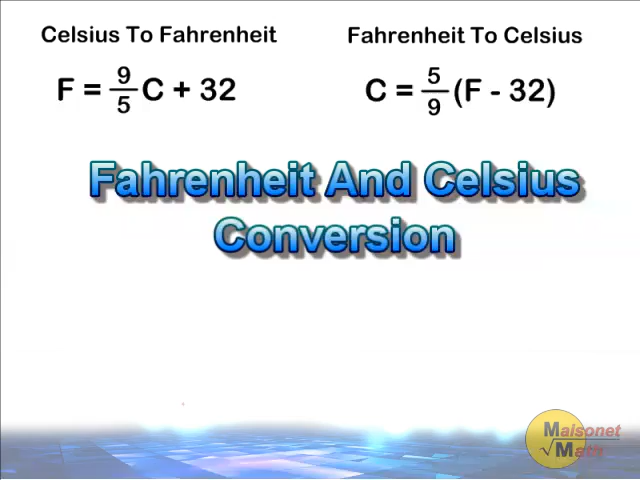 Celsius To Fahrenheit
F = 9/5 C + 32
Fahrenheit To Celsius
C = 5/9 (F - 32)
Fahrenheit And Celsius
Conversion
Maisonet
√Math